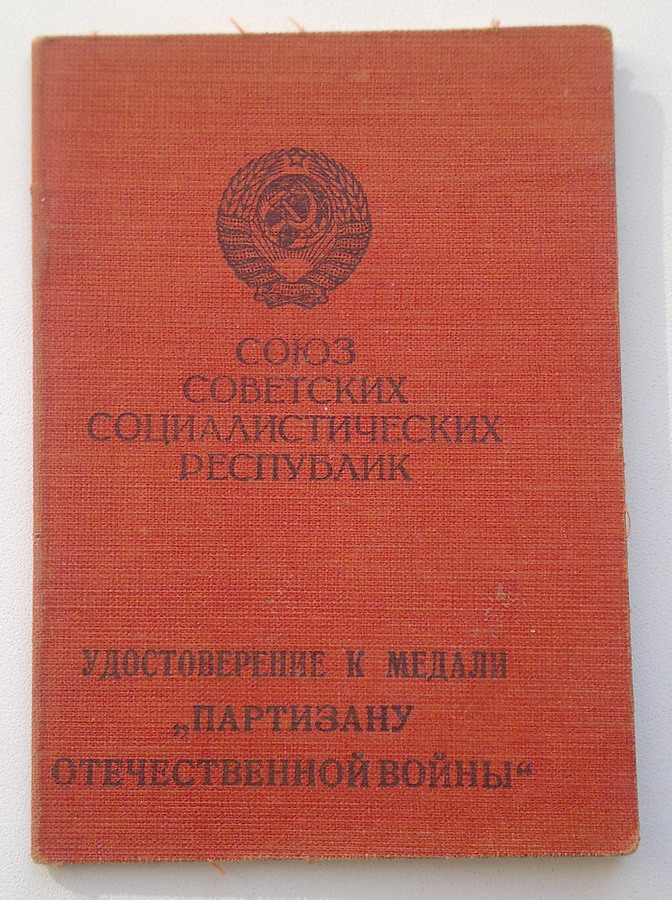 СОЮЗ
СОВЕТСКИХ
СОЦИАЛИСТИЧЕСКИХ
РЕСПУБЛИК
УДОСТОВЕРЕНИЕ К МЕДАЛИ
„ПАРТИЗАНУ
ОТЕЧЕСТВЕННОЙ ВОЙНЫ“